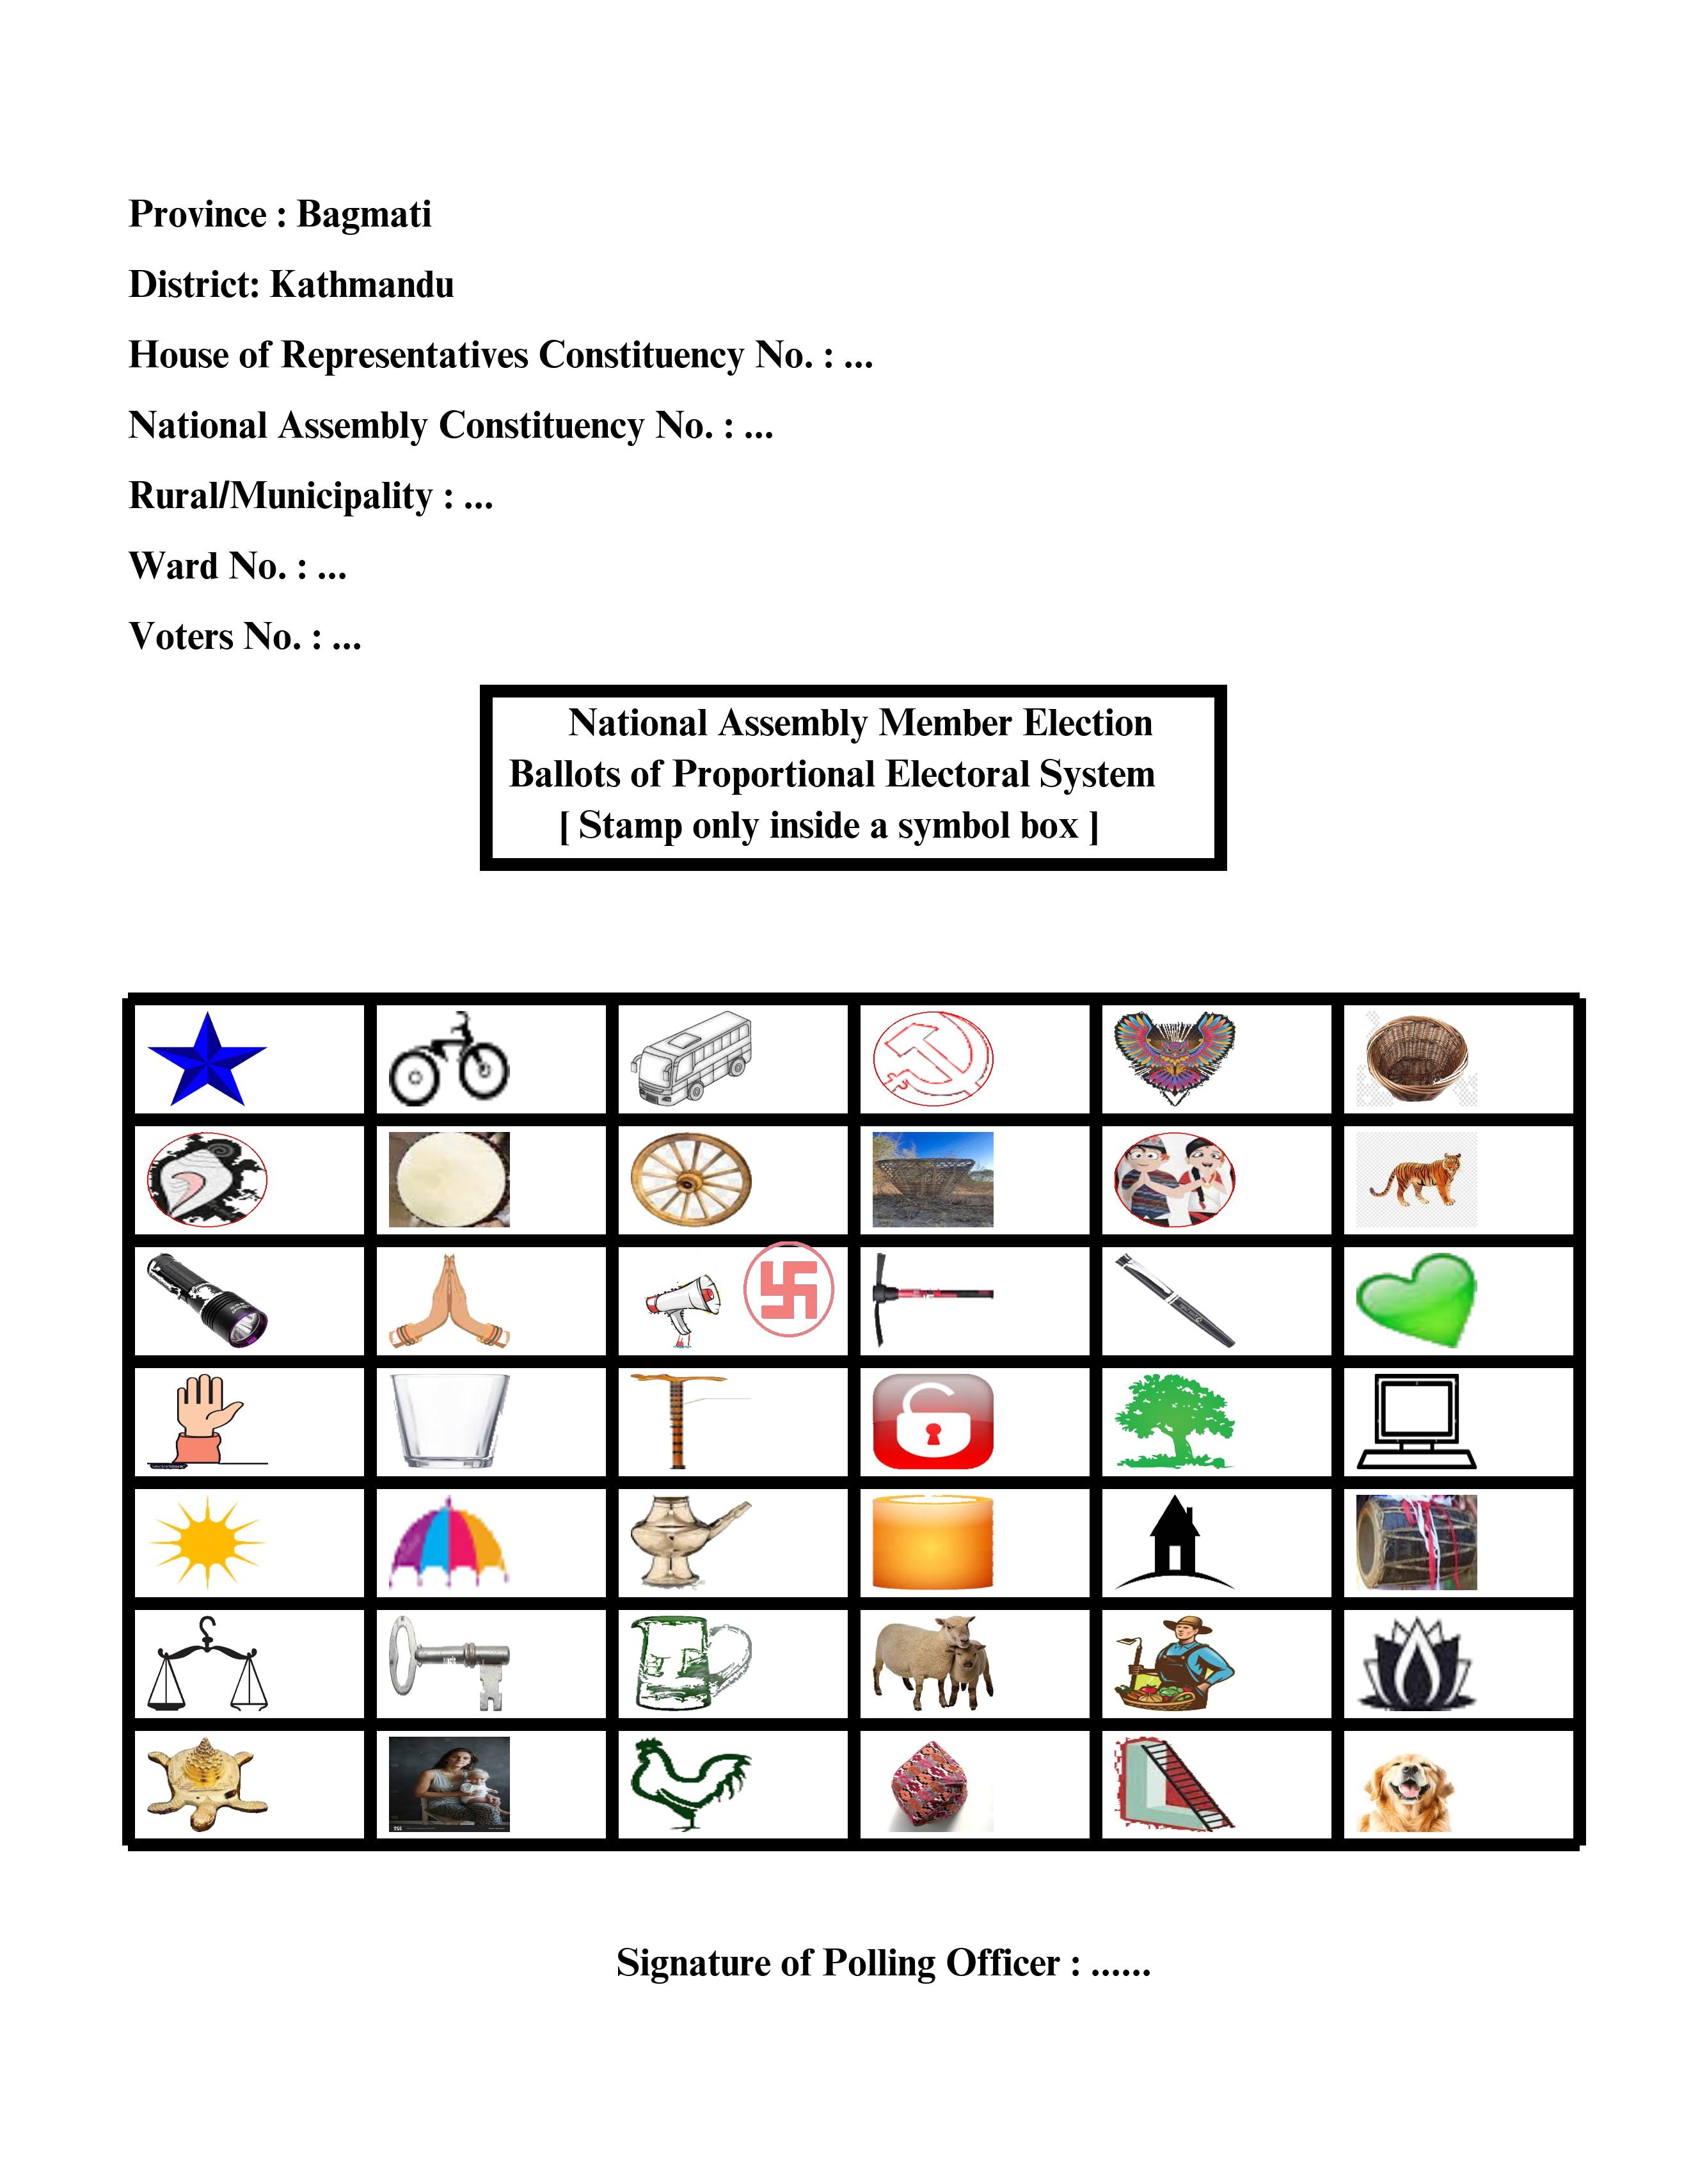 Province : Bagmati
District: Kathmandu
House of Representatives Constituency No. : ...
National Assembly Constituency No. : ...
Rural/Municipality : ...
Ward No. : ...
Voters No. : ...
National Assembly Member Election
Ballots of Proportional Electoral System
[ Stamp only inside a symbol box ]
Signature of Polling Officer : ......